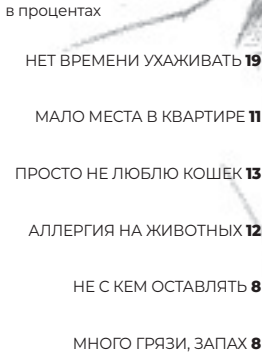 в процентах
НЕТ ВРЕМЕНИ УХАЖИВАТЬ 19
МАЛО МЕСТА В КВАРТИРЕ 11
ПРОСТО НЕ ЛЮБЛЮ КОШЕК 13
АЛЛЕРГИЯ НА ЖИВОТНЫХ 12
НЕ С КЕМ ОСТАВЛЯТЬ 8
МНОГО ГРЯЗИ, ЗАПАХ 8